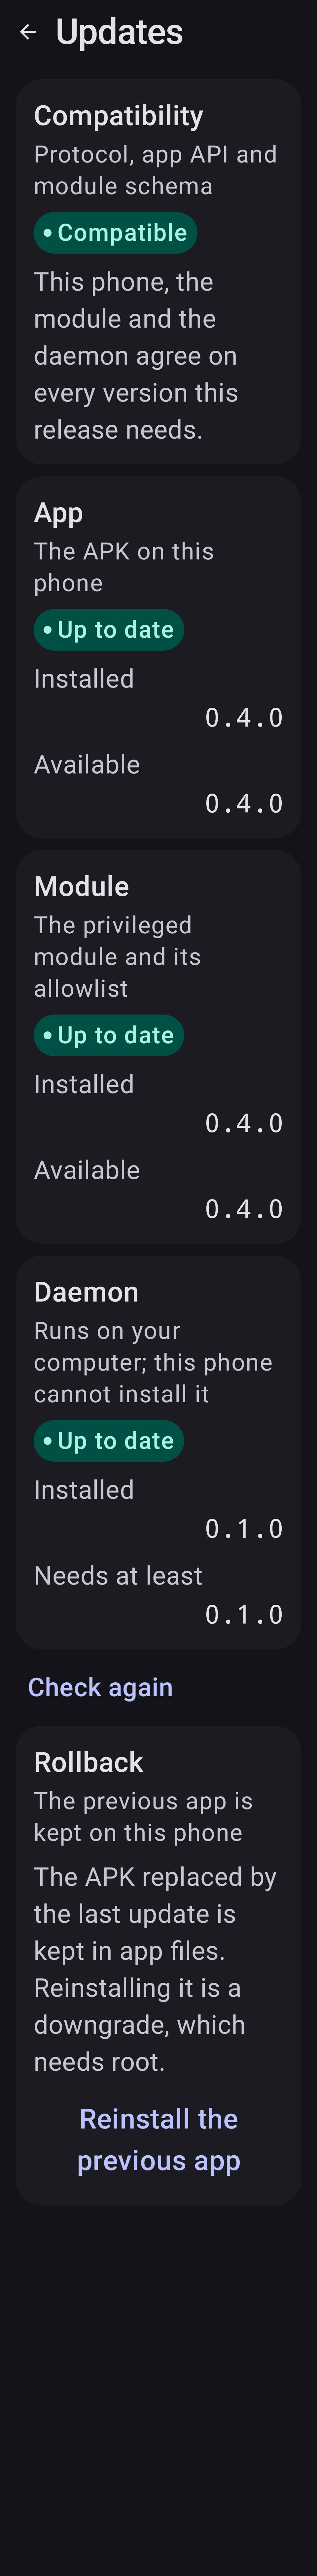 Updates
Compatibility
Protocol, app API and
module schema
• Compatible
This phone, the
module and the
daemon agree on
every version this
release needs.
App
The APK on this
phone
• Up to date
Installed
0.4.0
Available
0.4.0
Module
The privileged
module and its
allowlist
• Up to date
Installed
0.4.0
Available
0.4.0
Daemon
Runs on your
computer; this phone
cannot install it
• Up to date
Installed
0.1.0
Needs at least
0.1.0
Check again
Rollback
The previous app is
kept on this phone
The APK replaced by
the last update is
kept in app files.
Reinstalling it is a
downgrade, which
needs root.
Reinstall the
previous app